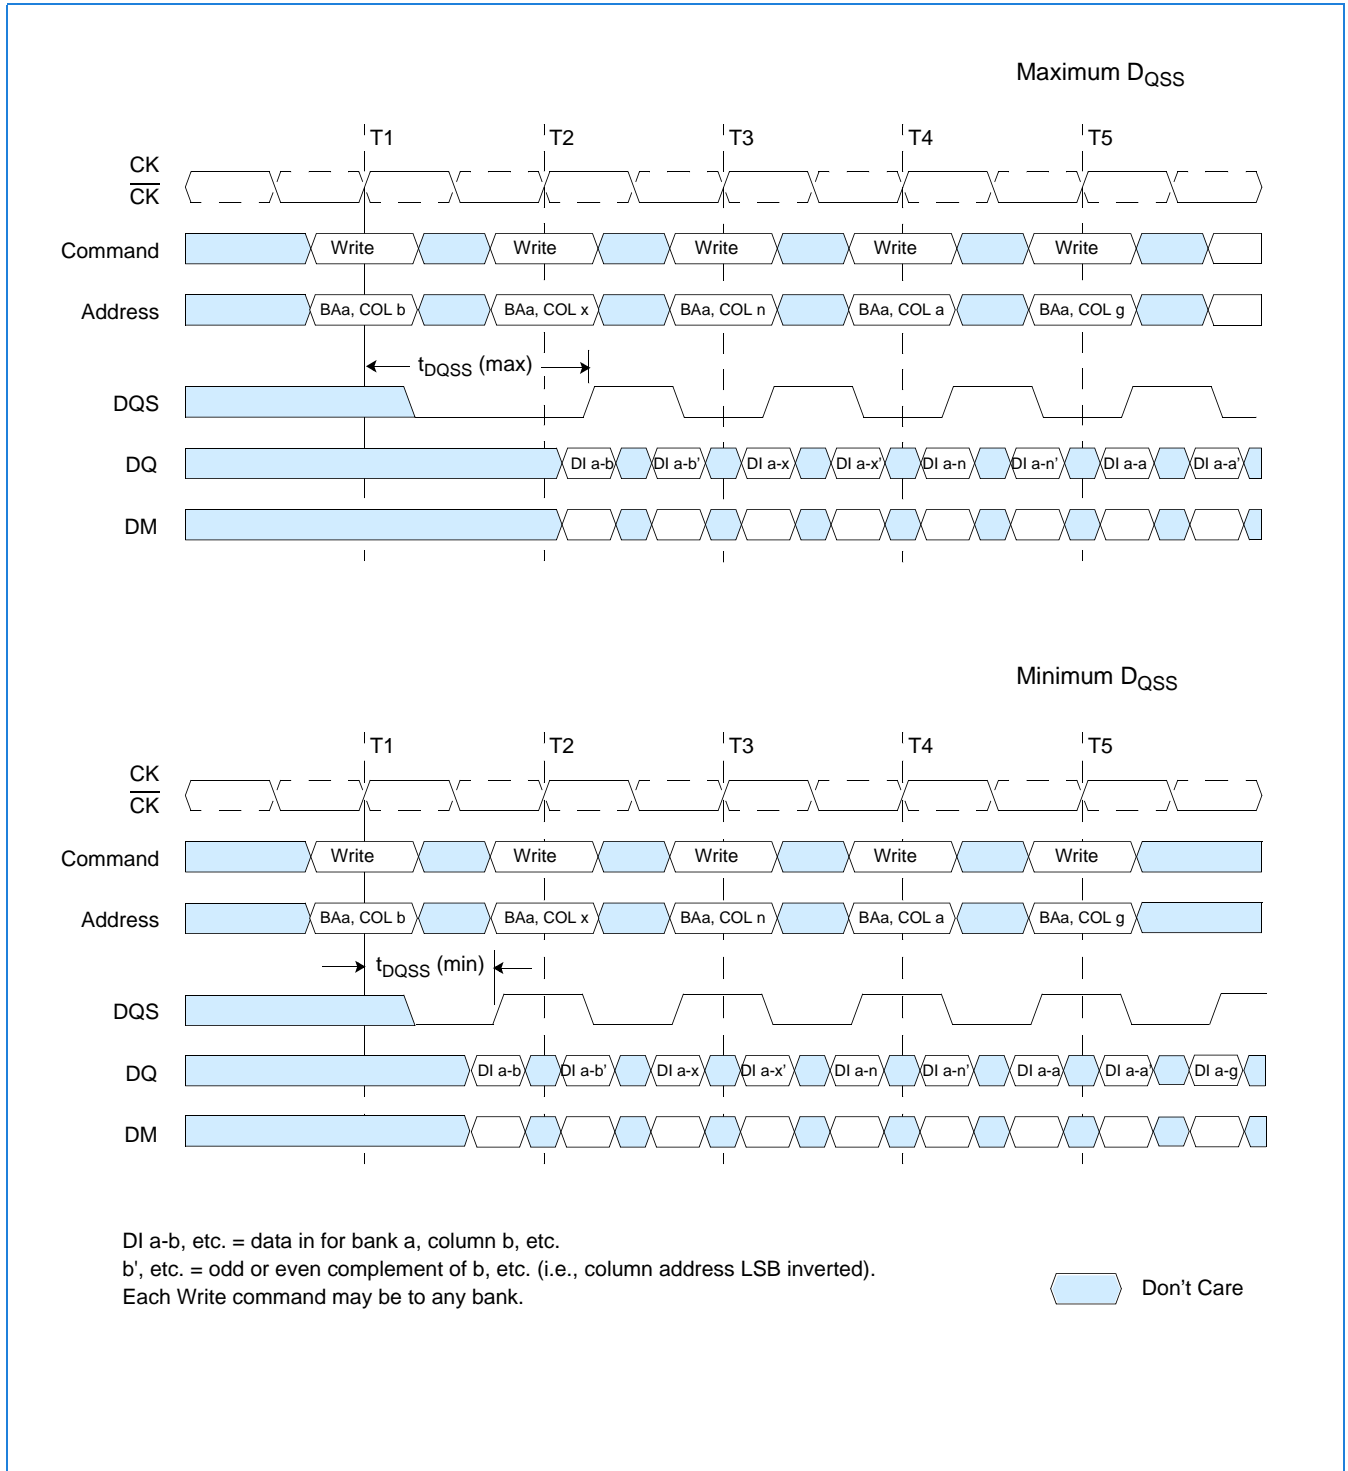 Maximum DQSS
T1 T2 T3 T4 T5
CK
CK
Command Write Write Write Write Write
Address BAa, COL b BAa, COL x BAa, COL n BAa, COL a BAa, COL g
tDQSS (max)
DQS
DQ DI a-b DI a-b' DI a-x DI a-x' DI a-n DI a-n' DI a-a DI a-a'
DM
Minimum DQSS
T1 T2 T3 T4 T5
CK
CK
Command Write Write Write Write Write
Address BAa, COL b BAa, COL x BAa, COL n BAa, COL a BAa, COL g
tDQSS (min)
DQS
DQ DI a-b DI a-b' DI a-x DI a-x' DI a-n DI a-n' DI a-a DI a-a' DI a-g
DM
DI a-b, etc. = data in for bank a, column b, etc.
b', etc. = odd or even complement of b, etc. (i.e., column address LSB inverted).
Each Write command may be to any bank.
Don't Care